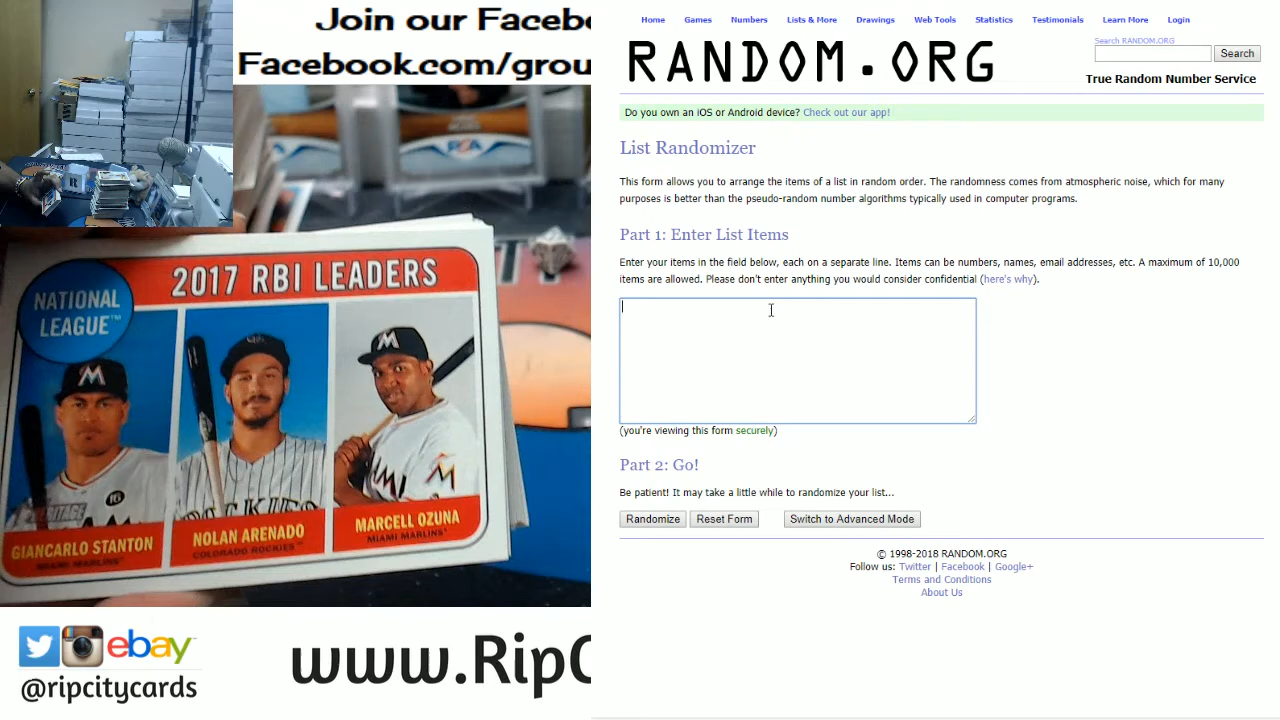 Join our Facebo
Facebook.com/grou
2017 RBI LEADERS
NATIONAL
LEAGUE™
HERITAGE
GIANCARLO STANTON
MIAMI MARLINS
NOLAN ARENADO
COLORADO ROCKIES™
MARCELL OZUNA
MIAMI MARLINS
ebay™
@ripcitycards
www.RipC
Home Games Numbers Lists & More Drawings Web Tools Statistics Testimonials Learn More Login
RANDOM.ORG
Search RANDOM.ORG
Search
True Random Number Service
Do you own an iOS or Android device? Check out our app!
List Randomizer
This form allows you to arrange the items of a list in random order. The randomness comes from atmospheric noise, which for many
purposes is better than the pseudo-random number algorithms typically used in computer programs.
Part 1: Enter List Items
Enter your items in the field below, each on a separate line. Items can be numbers, names, email addresses, etc. A maximum of 10,000
items are allowed. Please don't enter anything you would consider confidential (here's why).
(you're viewing this form securely)
Part 2: Go!
Be patient! It may take a little while to randomize your list...
Randomize Reset Form Switch to Advanced Mode
© 1998-2018 RANDOM.ORG
Follow us: Twitter | Facebook | Google+
Terms and Conditions
About Us